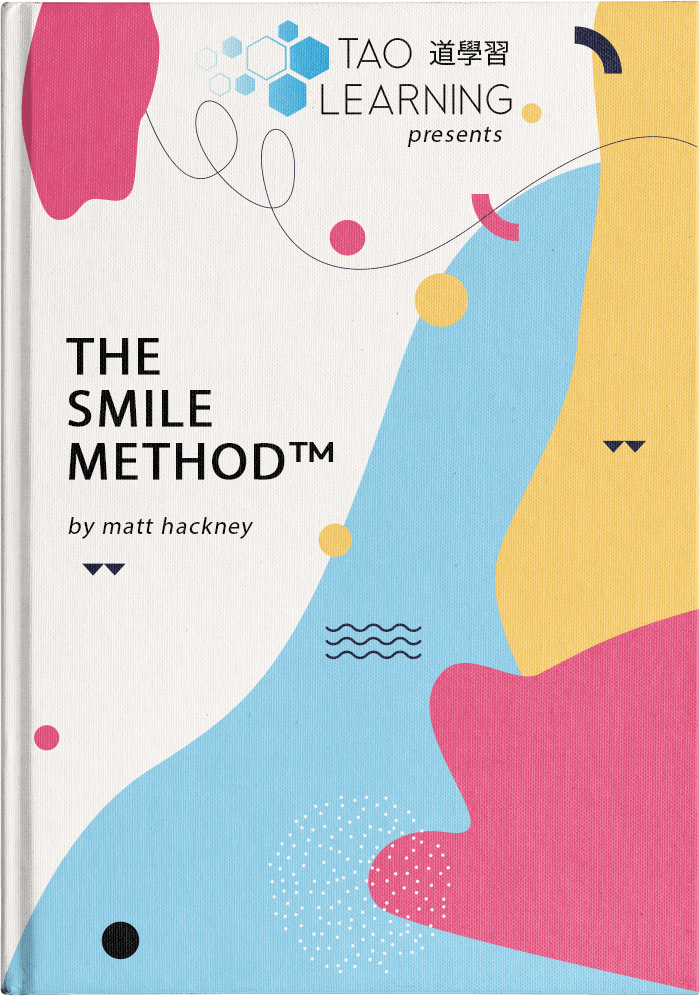 TAO 道學習
LEARNING
presents
THE
SMILE
METHOD™
by matt hackney